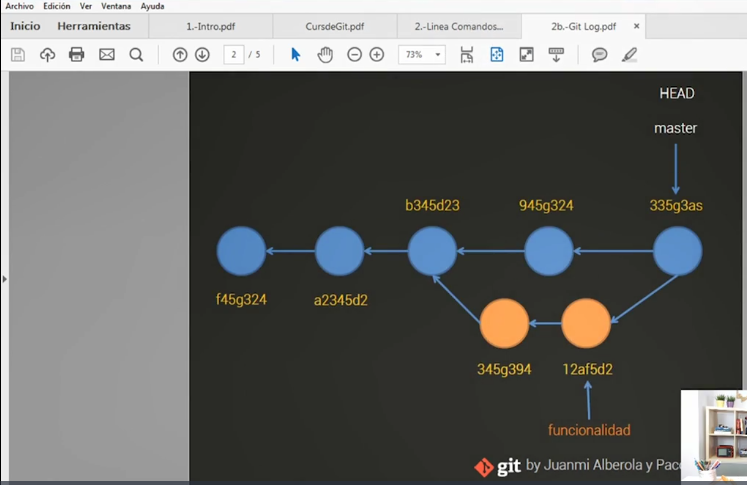 Archivo Edición Ver Ventana Ayuda
Inicio Herramientas 1.-Intro.pdf CursdeGit.pdf 2.-Linea Comandos... 2b.-Git Log.pdf ×
2 / 5 73%
HEAD
master
b345d23 945g324 335g3as
f45g324 a2345d2
345g394 12af5d2
funcionalidad
git by Juanmi Alberola y Pac